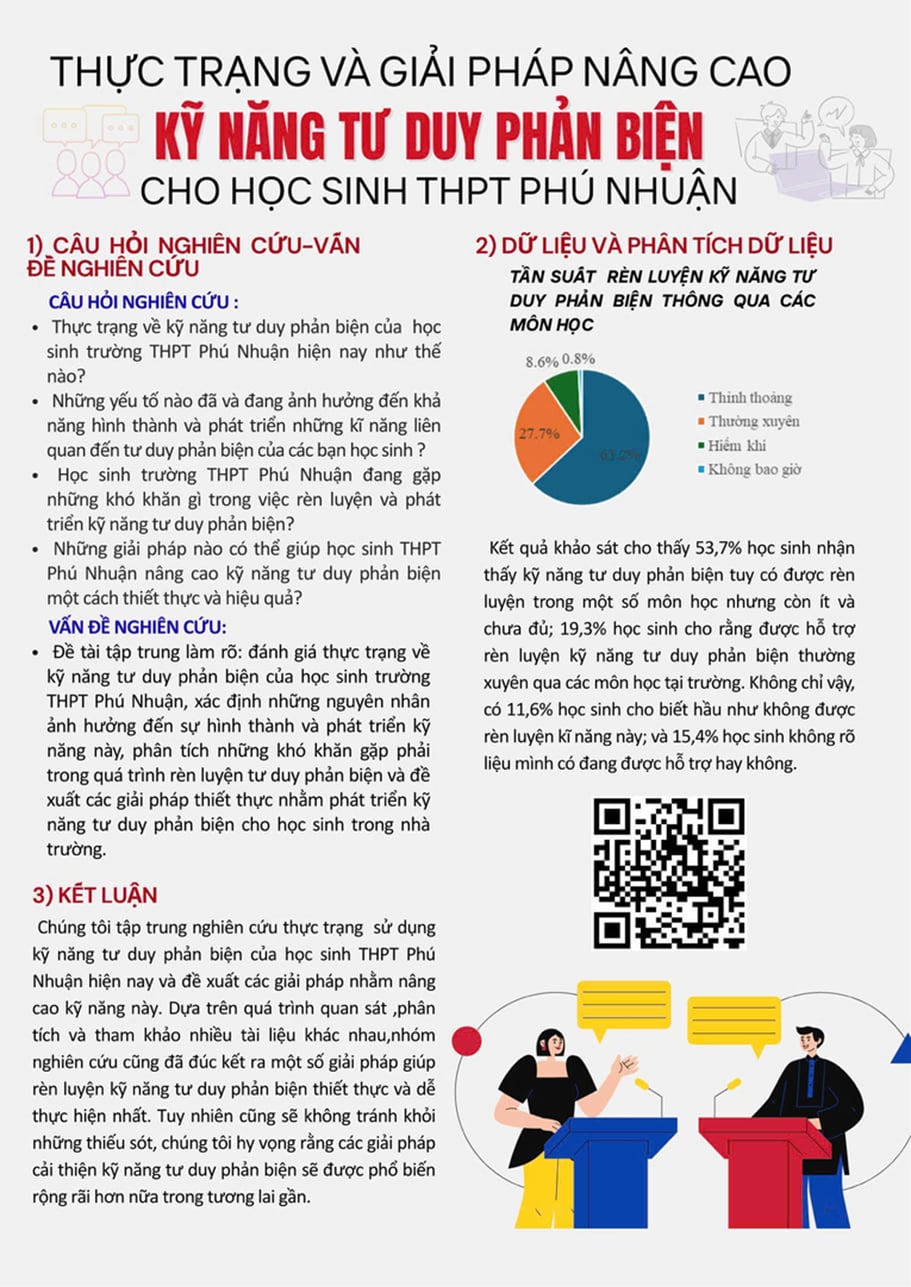 THỰC TRẠNG VÀ GIẢI PHÁP NÂNG CAO
KỸ NĂNG TƯ DUY PHẢN BIỆN
CHO HỌC SINH THPT PHÚ NHUẬN
1) CÂU HỎI NGHIÊN CỨU-VẤN
ĐỀ NGHIÊN CỨU
CÂU HỎI NGHIÊN CỨU :
• Thực trạng về kỹ năng tư duy phản biện của học
sinh trường THPT Phú Nhuận hiện nay như thế
nào?
• Những yếu tố nào đã và đang ảnh hưởng đến khả
năng hình thành và phát triển những kĩ năng liên
quan đến tư duy phản biện của các bạn học sinh ?
• Học sinh trường THPT Phú Nhuận đang gặp
những khó khăn gì trong việc rèn luyện và phát
triển kỹ năng tư duy phản biện?
• Những giải pháp nào có thể giúp học sinh THPT
Phú Nhuận nâng cao kỹ năng tư duy phản biện
một cách thiết thực và hiệu quả?
VẤN ĐỀ NGHIÊN CỨU:
• Đề tài tập trung làm rõ: đánh giá thực trạng về
kỹ năng tư duy phản biện của học sinh trường
THPT Phú Nhuận, xác định những nguyên nhân
ảnh hưởng đến sự hình thành và phát triển kỹ
năng này, phân tích những khó khăn gặp phải
trong quá trình rèn luyện tư duy phản biện và đề
xuất các giải pháp thiết thực nhằm phát triển kỹ
năng tư duy phản biện cho học sinh trong nhà
trường.
2) DỮ LIỆU VÀ PHÂN TÍCH DỮ LIỆU
TẦN SUẤT RÈN LUYỆN KỸ NĂNG TƯ
DUY PHẢN BIỆN THÔNG QUA CÁC
MÔN HỌC
8.6% 0.8%
27.7%
Thỉnh thoảng
Thường xuyên
Hiếm khi
Không bao giờ
Kết quả khảo sát cho thấy 53,7% học sinh nhận
thấy kỹ năng tư duy phản biện tuy có được rèn
luyện trong một số môn học nhưng còn ít và
chưa đủ; 19,3% học sinh cho rằng được hỗ trợ
rèn luyện kỹ năng tư duy phản biện thường
xuyên qua các môn học tại trường. Không chỉ vậy,
có 11,6% học sinh cho biết hầu như không được
rèn luyện kĩ năng này; và 15,4% học sinh không rõ
liệu mình có đang được hỗ trợ hay không.
3) KẾT LUẬN
Chúng tôi tập trung nghiên cứu thực trạng sử dụng
kỹ năng tư duy phản biện của học sinh THPT Phú
Nhuận hiện nay và đề xuất các giải pháp nhằm nâng
cao kỹ năng này. Dựa trên quá trình quan sát ,phân
tích và tham khảo nhiều tài liệu khác nhau,nhóm
nghiên cứu cũng đã đúc kết ra một số giải pháp giúp
rèn luyện kỹ năng tư duy phản biện thiết thực và dễ
thực hiện nhất. Tuy nhiên cũng sẽ không tránh khỏi
những thiếu sót, chúng tôi hy vọng rằng các giải pháp
cải thiện kỹ năng tư duy phản biện sẽ được phổ biến
rộng rãi hơn nữa trong tương lai gần.